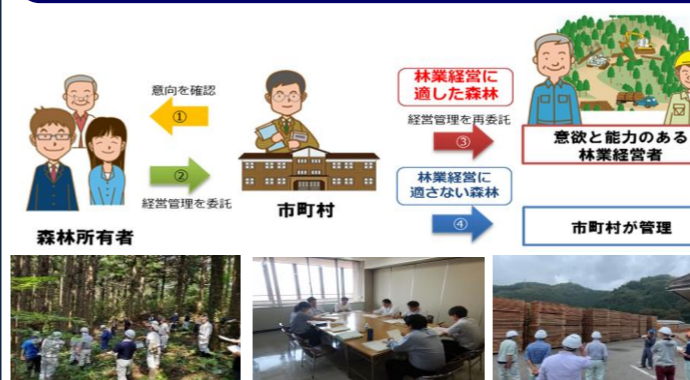 意向を確認
①
②
経営管理を委託
森林所有者
市町村
林業経営に
適した森林
経営管理を再委託
③
林業経営に
適さない森林
④
意欲と能力のある
林業経営者
市町村が管理